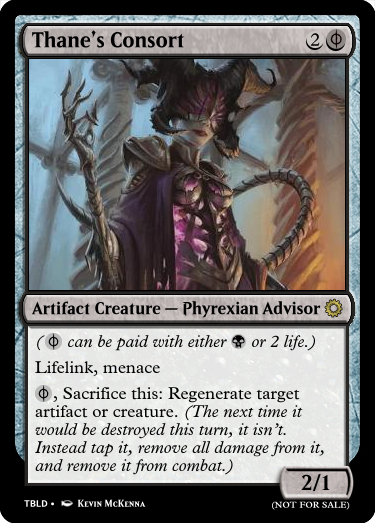 Thane's Consort 2
Artifact Creature — Phyrexian Advisor
( can be paid with either or 2 life.)
Lifelink, menace
, Sacrifice this: Regenerate target
artifact or creature. (The next time it
would be destroyed this turn, it isn't.
Instead tap it, remove all damage from it,
and remove it from combat.)
2/1
TBLD • Kevin McKenna
(NOT FOR SALE)